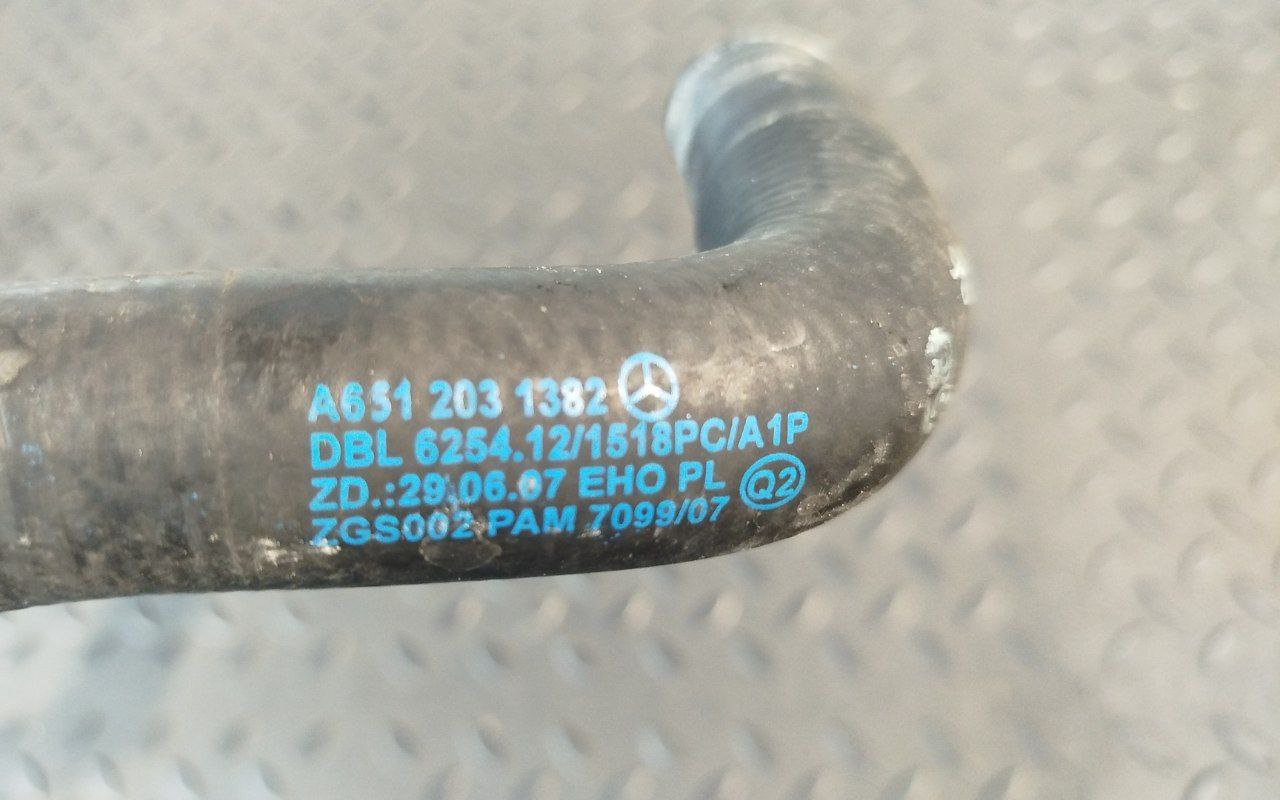 A651 203 1382
DBL 6254.12/1518PC/A1P
ZD.:29.06.07 EHO PL Q2
ZGS002 PAM 7099/07